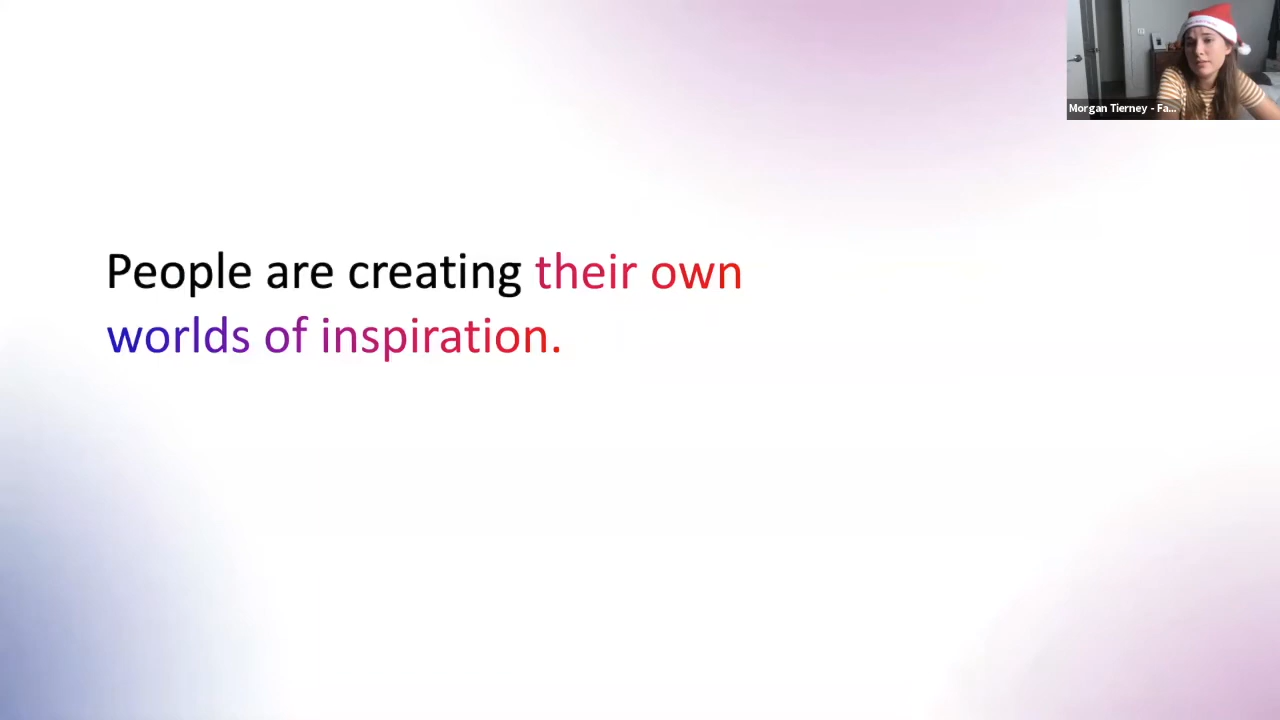 Morgan Tierney - Fa...
People are creating their own
worlds of inspiration.